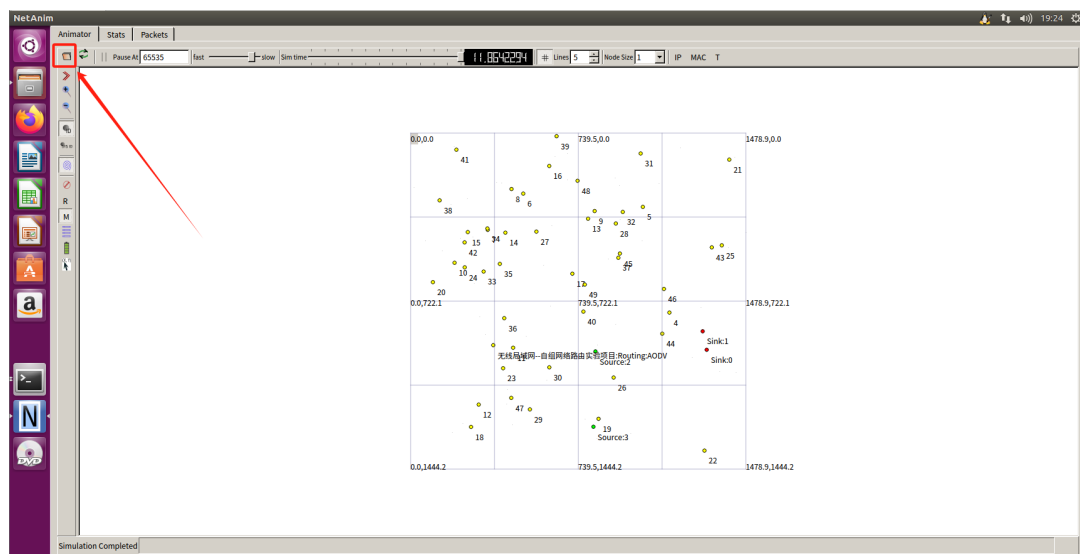 NetAnim
19:24
Animator Stats Packets
Pause At 65535 fast slow Sim time 11.8642294 Lines 5 Node Size 1 IP MAC T
R
M
0.0,0.0 739.5,0.0 1478.9,0.0
39
41
31
16
21
48
8 6
38
5
9 32
13
28
15 14 27
42
43 25
45
37
10 24 35
33
17
20
49
46
0.0,722.1 739.5,722.1 1478.9,722.1
40 4
36
Sink:1
44
无线局域网--自组网络路由实验项目:Routing:AODV
11
Source:2
Sink:0
23 30
26
47
12
29
19
18
Source:3
22
0.0,1444.2 739.5,1444.2 1478.9,1444.2
Simulation Completed